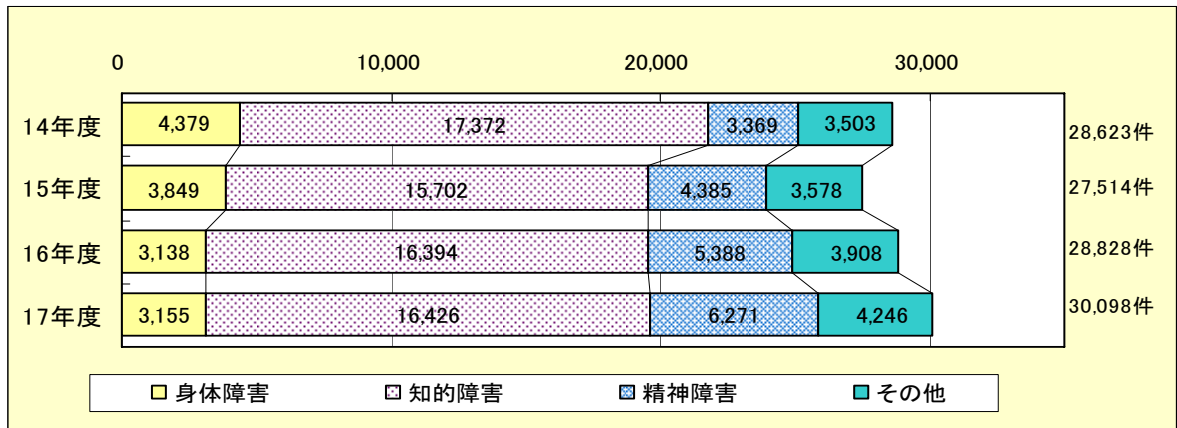 0 10,000 20,000 30,000
14年度 4,379 17,372 3,369 3,503 28,623件
15年度 3,849 15,702 4,385 3,578 27,514件
16年度 3,138 16,394 5,388 3,908 28,828件
17年度 3,155 16,426 6,271 4,246 30,098件
身体障害 知的障害 精神障害 その他